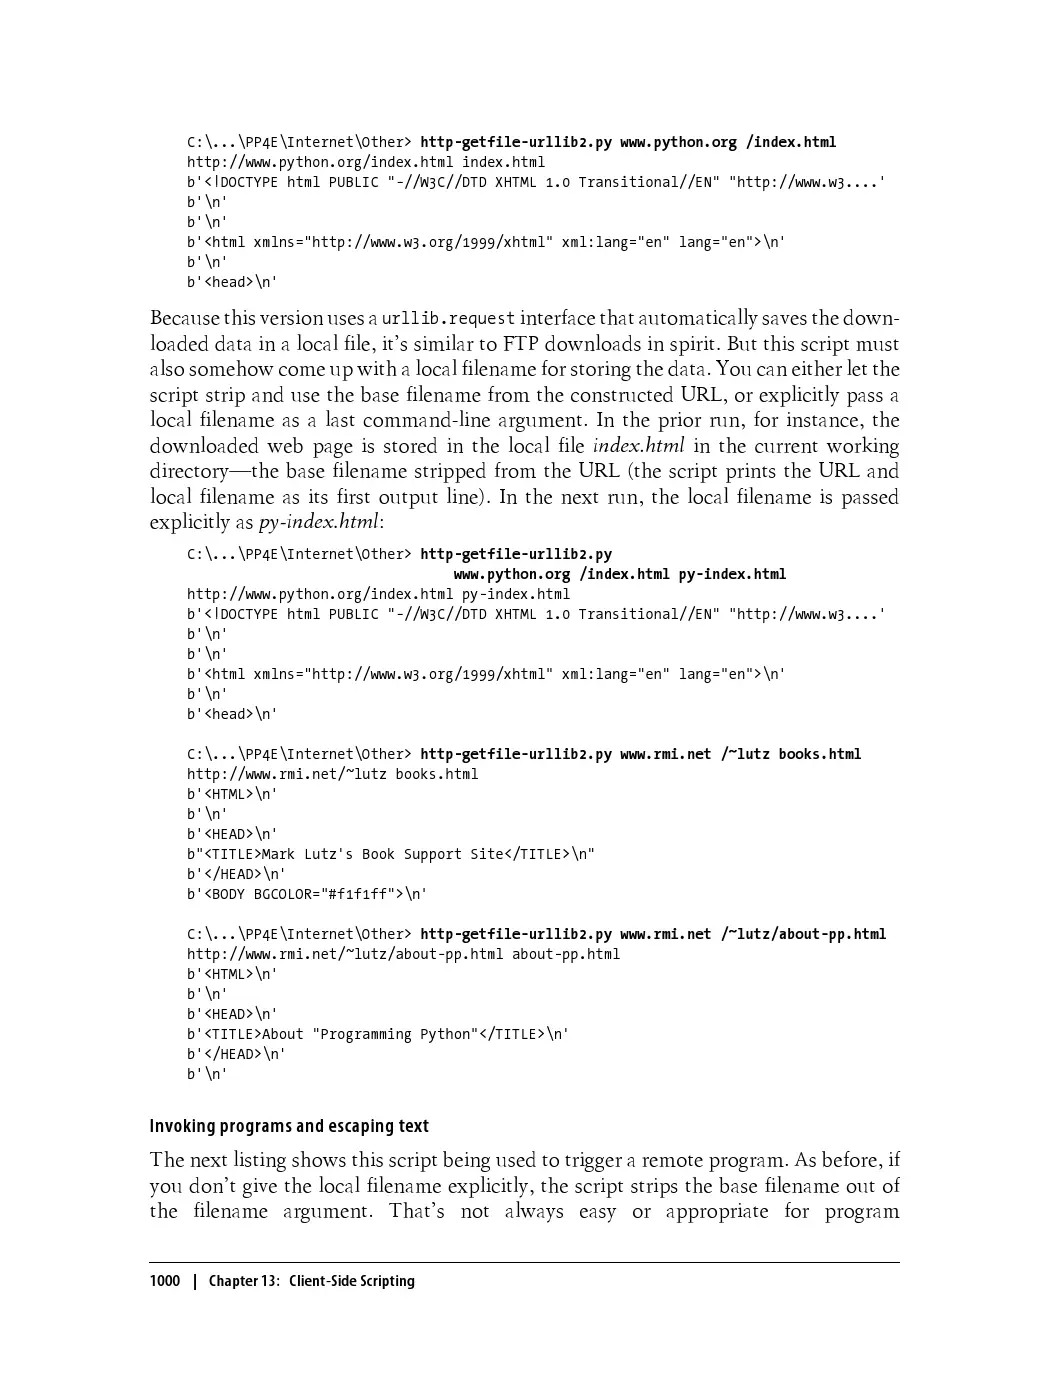 C:\...\PP4E\Internet\Other> http-getfile-urllib2.py www.python.org /index.html
http://www.python.org/index.html index.html
b'<!DOCTYPE html PUBLIC "-//W3C//DTD XHTML 1.0 Transitional//EN" "http://www.w3....'
b'\n'
b'\n'
b'<html xmlns="http://www.w3.org/1999/xhtml" xml:lang="en" lang="en">\n'
b'\n'
b'<head>\n'
Because this version uses a urllib.request interface that automatically saves the down-
loaded data in a local file, it's similar to FTP downloads in spirit. But this script must
also somehow come up with a local filename for storing the data. You can either let the
script strip and use the base filename from the constructed URL, or explicitly pass a
local filename as a last command-line argument. In the prior run, for instance, the
downloaded web page is stored in the local file index.html in the current working
directory—the base filename stripped from the URL (the script prints the URL and
local filename as its first output line). In the next run, the local filename is passed
explicitly as py-index.html:
C:\...\PP4E\Internet\Other> http-getfile-urllib2.py
www.python.org /index.html py-index.html
http://www.python.org/index.html py-index.html
b'<!DOCTYPE html PUBLIC "-//W3C//DTD XHTML 1.0 Transitional//EN" "http://www.w3....'
b'\n'
b'\n'
b'<html xmlns="http://www.w3.org/1999/xhtml" xml:lang="en" lang="en">\n'
b'\n'
b'<head>\n'
C:\...\PP4E\Internet\Other> http-getfile-urllib2.py www.rmi.net /~lutz books.html
http://www.rmi.net/~lutz books.html
b'<HTML>\n'
b'\n'
b'<HEAD>\n'
b"<TITLE>Mark Lutz's Book Support Site</TITLE>\n"
b'</HEAD>\n'
b'<BODY BGCOLOR="#f1f1ff">\n'
C:\...\PP4E\Internet\Other> http-getfile-urllib2.py www.rmi.net /~lutz/about-pp.html
http://www.rmi.net/~lutz/about-pp.html about-pp.html
b'<HTML>\n'
b'\n'
b'<HEAD>\n'
b'<TITLE>About "Programming Python"</TITLE>\n'
b'</HEAD>\n'
b'\n'
Invoking programs and escaping text
The next listing shows this script being used to trigger a remote program. As before, if
you don't give the local filename explicitly, the script strips the base filename out of
the filename argument. That's not always easy or appropriate for program
1000 | Chapter 13: Client-Side Scripting